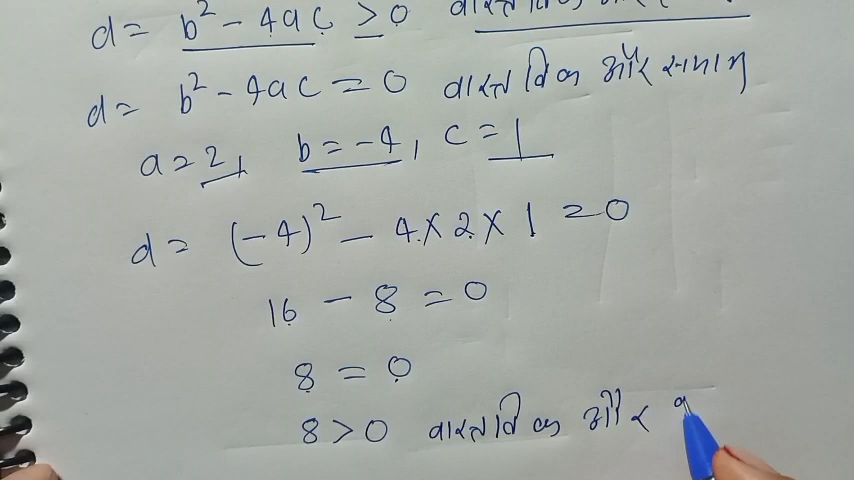 d = b² - 4ac ≥ 0
d = b² - 4ac = 0 वास्तविक और समान
a = 2, b = -4, c = 1
d = (-4)² - 4 × 2 × 1 = 0
16 - 8 = 0
8 = 0
8 > 0 वास्तविक और